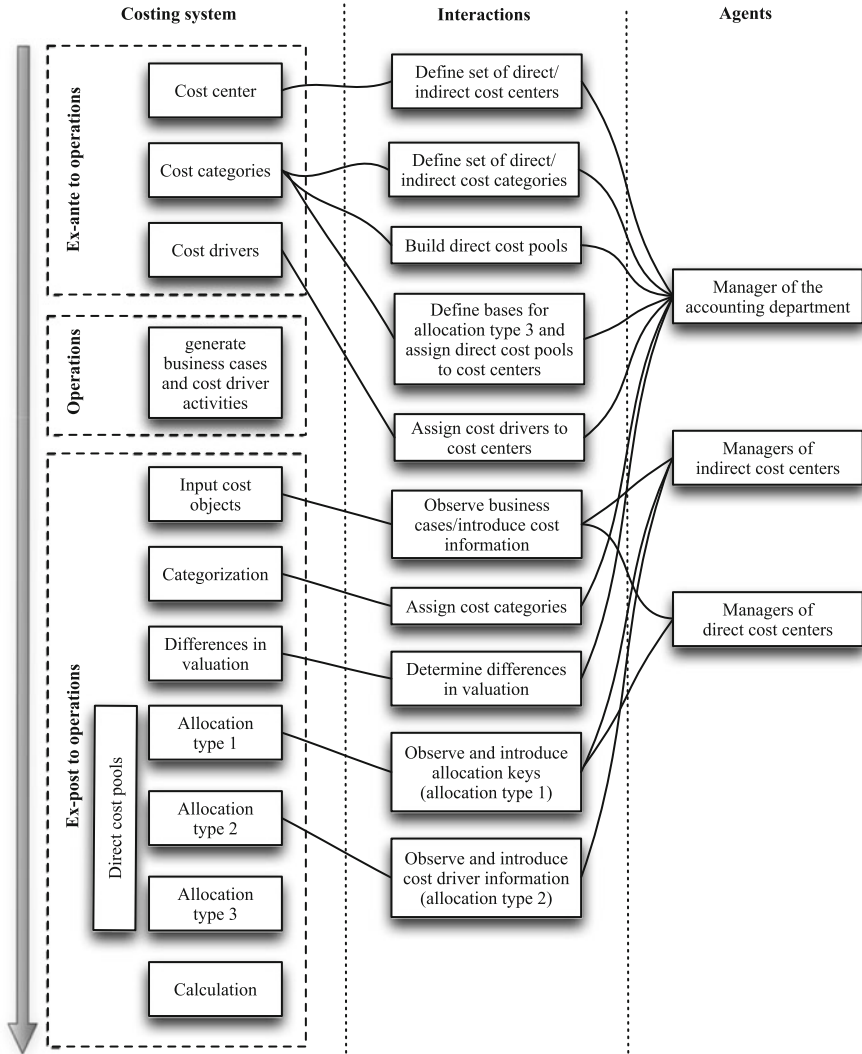 Costing system
Interactions
Agents
Ex-ante to operations
Cost center
Cost categories
Cost drivers
Operations
generate
business cases
and cost driver
activities
Ex-post to operations
Input cost
objects
Categorization
Differences in
valuation
Direct cost pools
Allocation
type 1
Allocation
type 2
Allocation
type 3
Calculation
Define set of direct/
indirect cost centers
Define set of direct/
indirect cost categories
Build direct cost pools
Define bases for
allocation type 3 and
assign direct cost pools
to cost centers
Assign cost drivers to
cost centers
Observe business
cases/introduce cost
information
Assign cost categories
Determine differences
in valuation
Observe and introduce
allocation keys
(allocation type 1)
Observe and introduce
cost driver information
(allocation type 2)
Manager of the
accounting department
Managers of
indirect cost centers
Managers of
direct cost centers